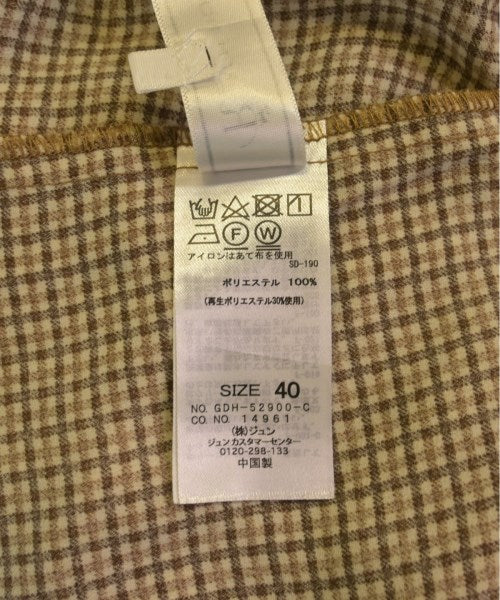 F W
アイロンはあて布を使用
SD-190
ポリエステル 100%
(再生ポリエステル30%使用)
SIZE 40
NO. GDH-52900-C
CO. NO. 14961
(株)ジュン
ジュンカスタマーセンター
0120-298-133
中国製